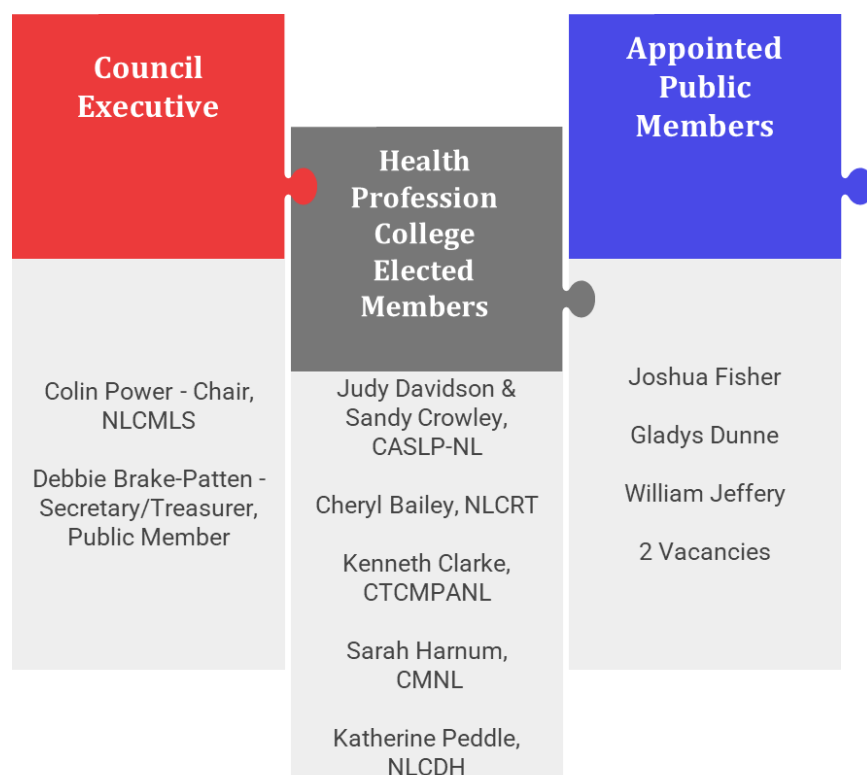 Council
Executive
Colin Power - Chair,
NLCMLS
Debbie Brake-Patten -
Secretary/Treasurer,
Public Member
Health
Profession
College
Elected
Members
Judy Davidson &
Sandy Crowley,
CASLP-NL
Cheryl Bailey, NLCRT
Kenneth Clarke,
CTCMPANL
Sarah Harnum,
CMNL
Katherine Peddle,
NLCDH
Appointed
Public
Members
Joshua Fisher
Gladys Dunne
William Jeffery
2 Vacancies